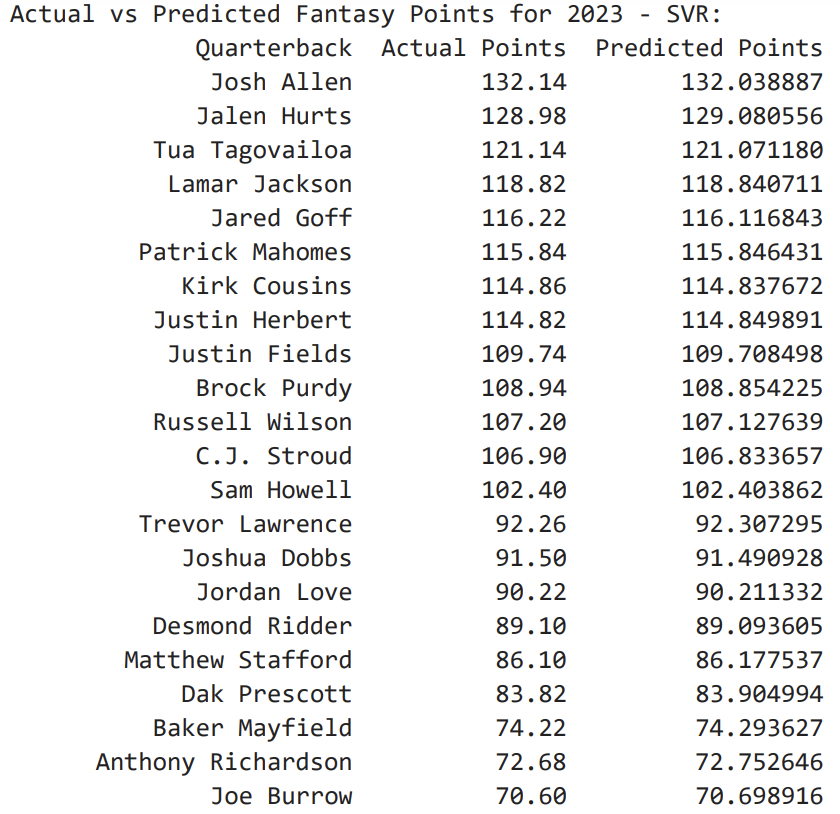 Actual vs Predicted Fantasy Points for 2023 - SVR:
Quarterback Actual Points Predicted Points
Josh Allen 132.14 132.038887
Jalen Hurts 128.98 129.080556
Tua Tagovailoa 121.14 121.071180
Lamar Jackson 118.82 118.840711
Jared Goff 116.22 116.116843
Patrick Mahomes 115.84 115.846431
Kirk Cousins 114.86 114.837672
Justin Herbert 114.82 114.849891
Justin Fields 109.74 109.708498
Brock Purdy 108.94 108.854225
Russell Wilson 107.20 107.127639
C.J. Stroud 106.90 106.833657
Sam Howell 102.40 102.403862
Trevor Lawrence 92.26 92.307295
Joshua Dobbs 91.50 91.490928
Jordan Love 90.22 90.211332
Desmond Ridder 89.10 89.093605
Matthew Stafford 86.10 86.177537
Dak Prescott 83.82 83.904994
Baker Mayfield 74.22 74.293627
Anthony Richardson 72.68 72.752646
Joe Burrow 70.60 70.698916